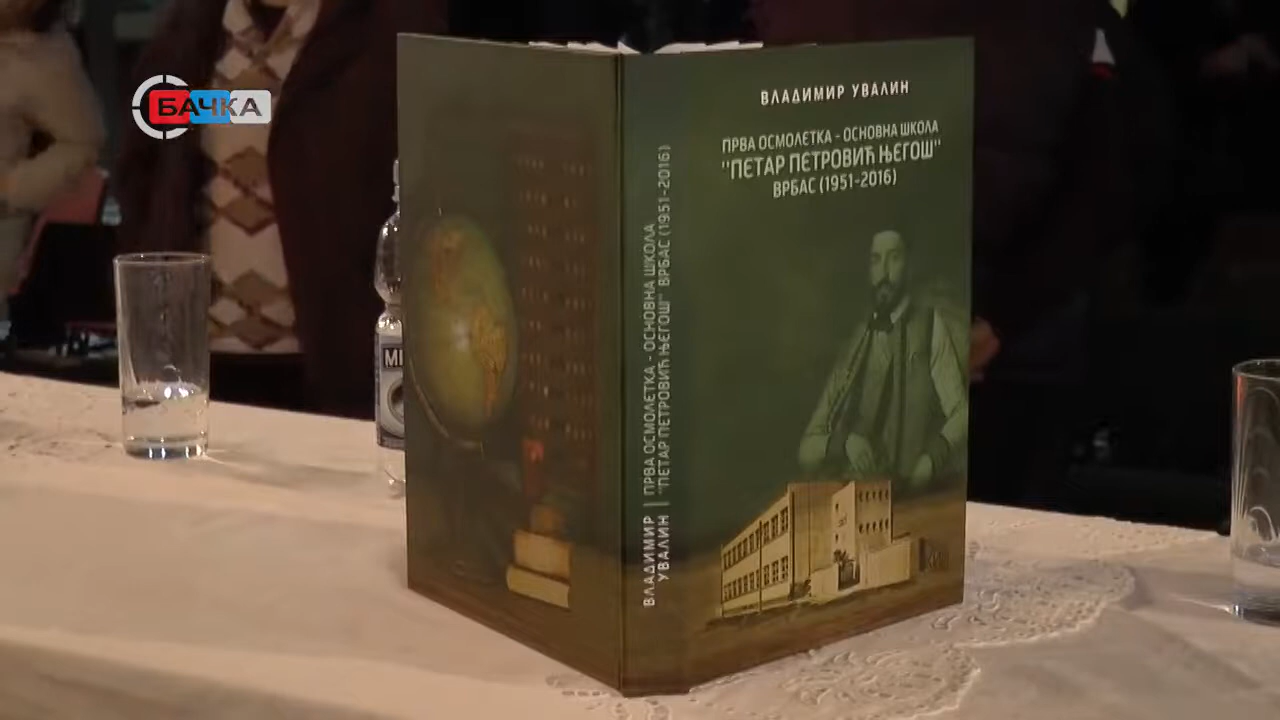 БАЧКА
ВЛАДИМИР УВАЛИН
ПРВА ОСМОЛЕТКА - ОСНОВНА ШКОЛА
"ПЕТАР ПЕТРОВИЋ ЊЕГОШ"
ВРБАС (1951-2016)
ВЛАДИМИР УВАЛИН | ПРВА ОСМОЛЕТКА - ОСНОВНА ШКОЛА
"ПЕТАР ПЕТРОВИЋ ЊЕГОШ" ВРБАС (1951-2016)